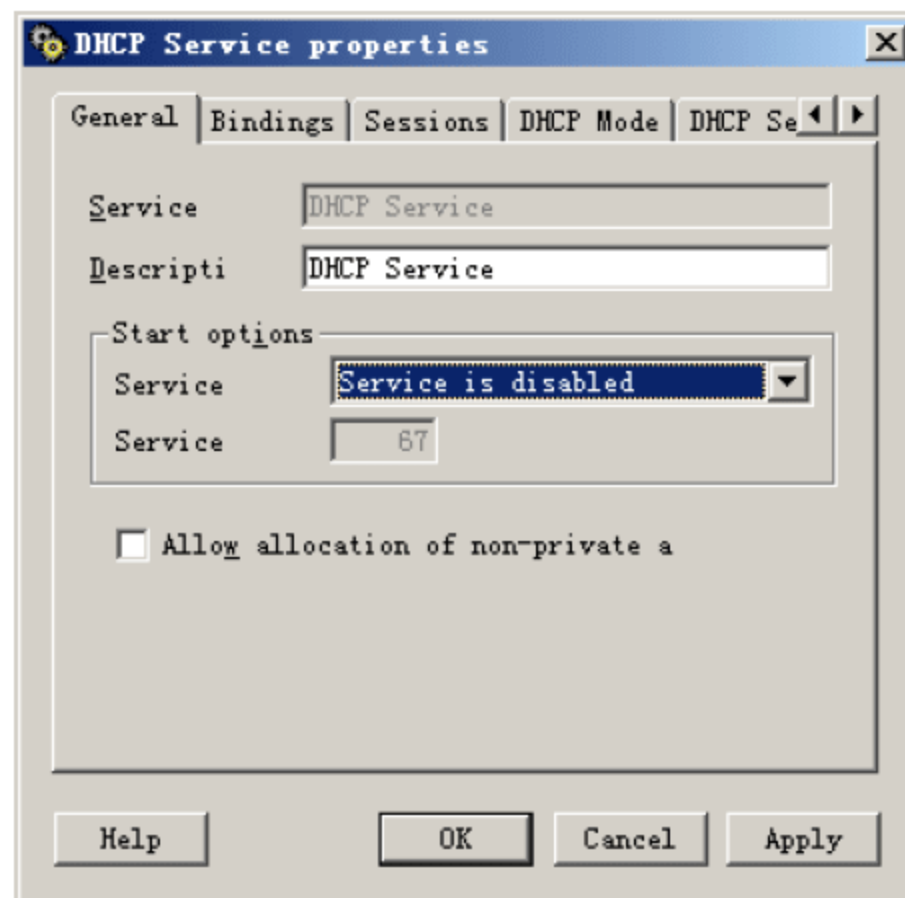 DHCP Service properties
General Bindings Sessions DHCP Mode DHCP Se
Service DHCP Service
Descripti DHCP Service
Start options
Service Service is disabled
Service 67
Allow allocation of non-private a
Help OK Cancel Apply